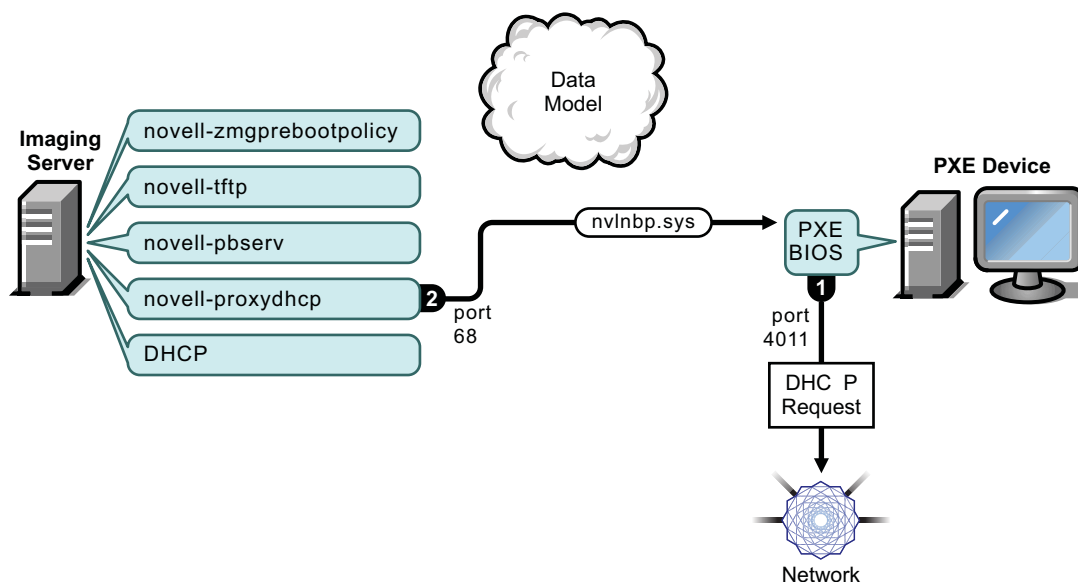 Data
Model
Imaging
Server
novell-zmgprebootpolicy
novell-tftp
novell-pbserv
novell-proxydhcp
DHCP
2
port
68
nvlnbp.sys
PXE
BIOS
PXE Device
1
port
4011
DHC P
Request
Network